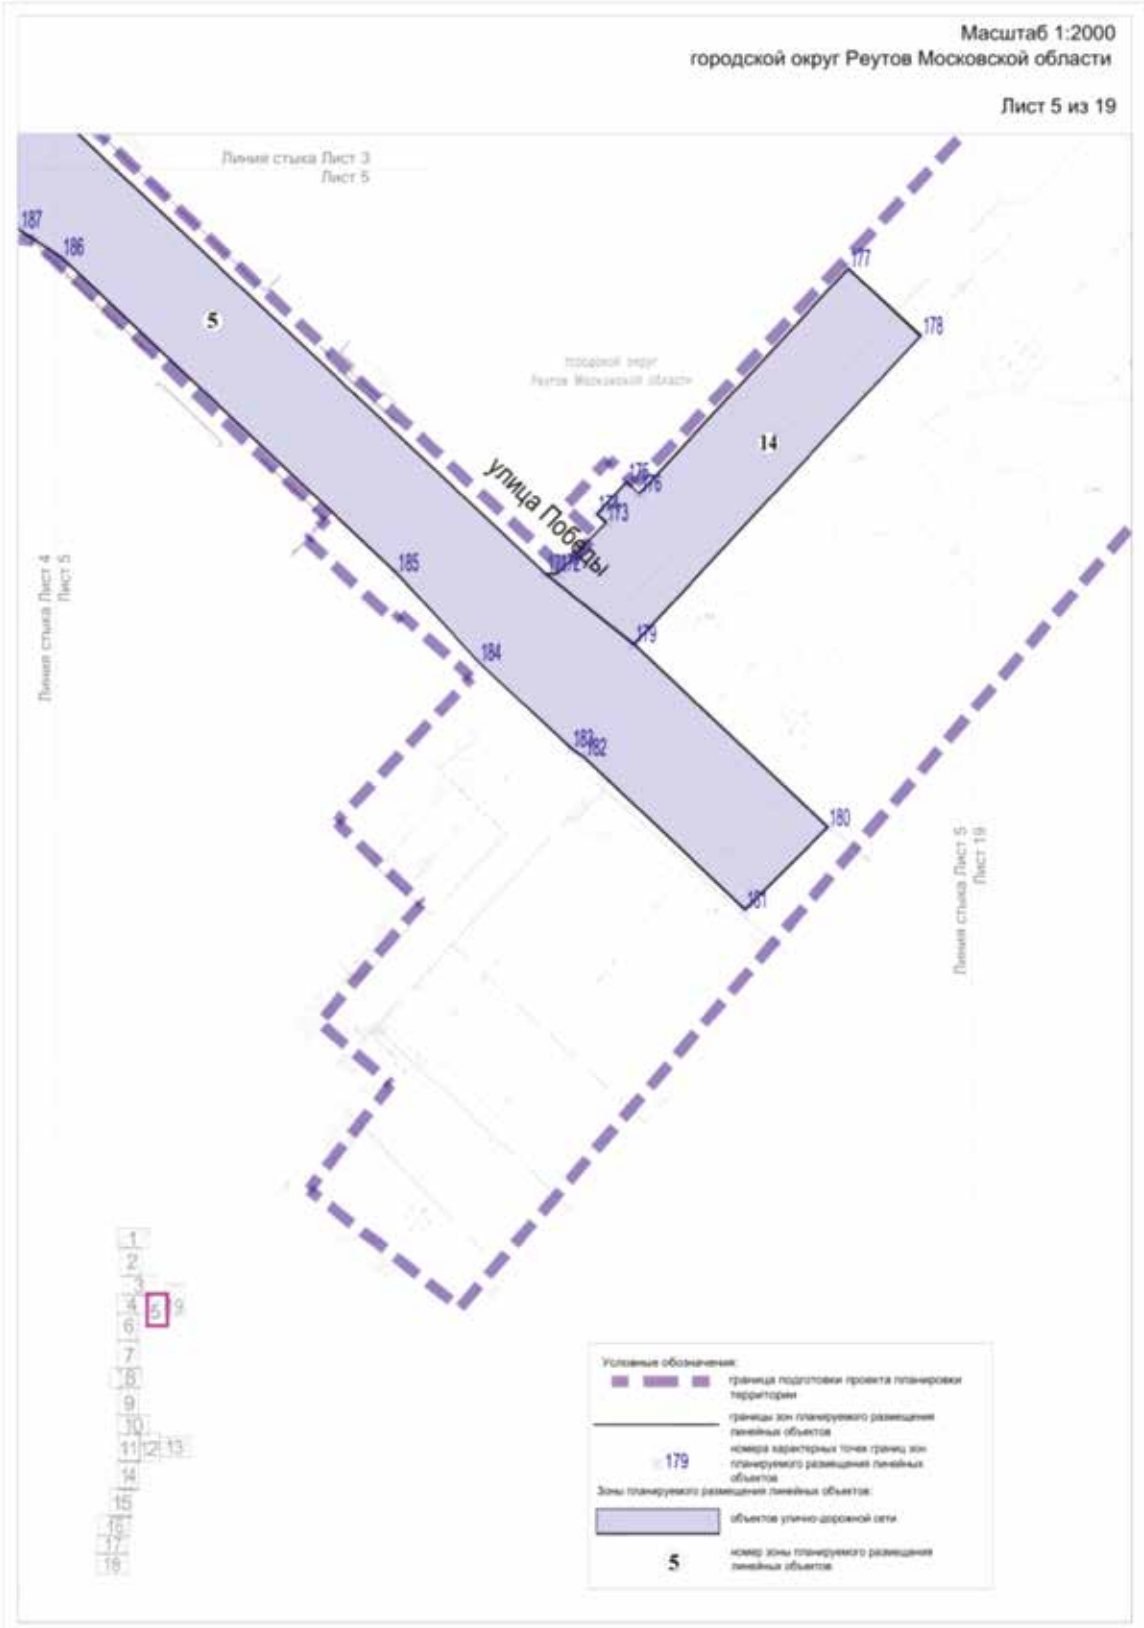 Масштаб 1:2000
городской округ Реутов Московской области
Лист 5 из 19
Линия стыка Лист 3
Лист 5
187
186
5
177
178
городской округ
Реутов Московской области
14
175
176
173
улица Победы
172
185
179
184
183
182
180
181
Линия стыка Лист 4
Лист 5
Линия стыка Лист 5
Лист 19
1
2
3
4
5
19
6
7
8
9
10
11
12
13
14
15
16
17
18
Условные обозначения:
граница подготовки проекта планировки
территории
границы зон планируемого размещения
линейных объектов
179
номера характерных точек границ зон
планируемого размещения линейных
объектов
Зоны планируемого размещения линейных объектов:
объектов улично-дорожной сети
5
номер зоны планируемого размещения
линейных объектов